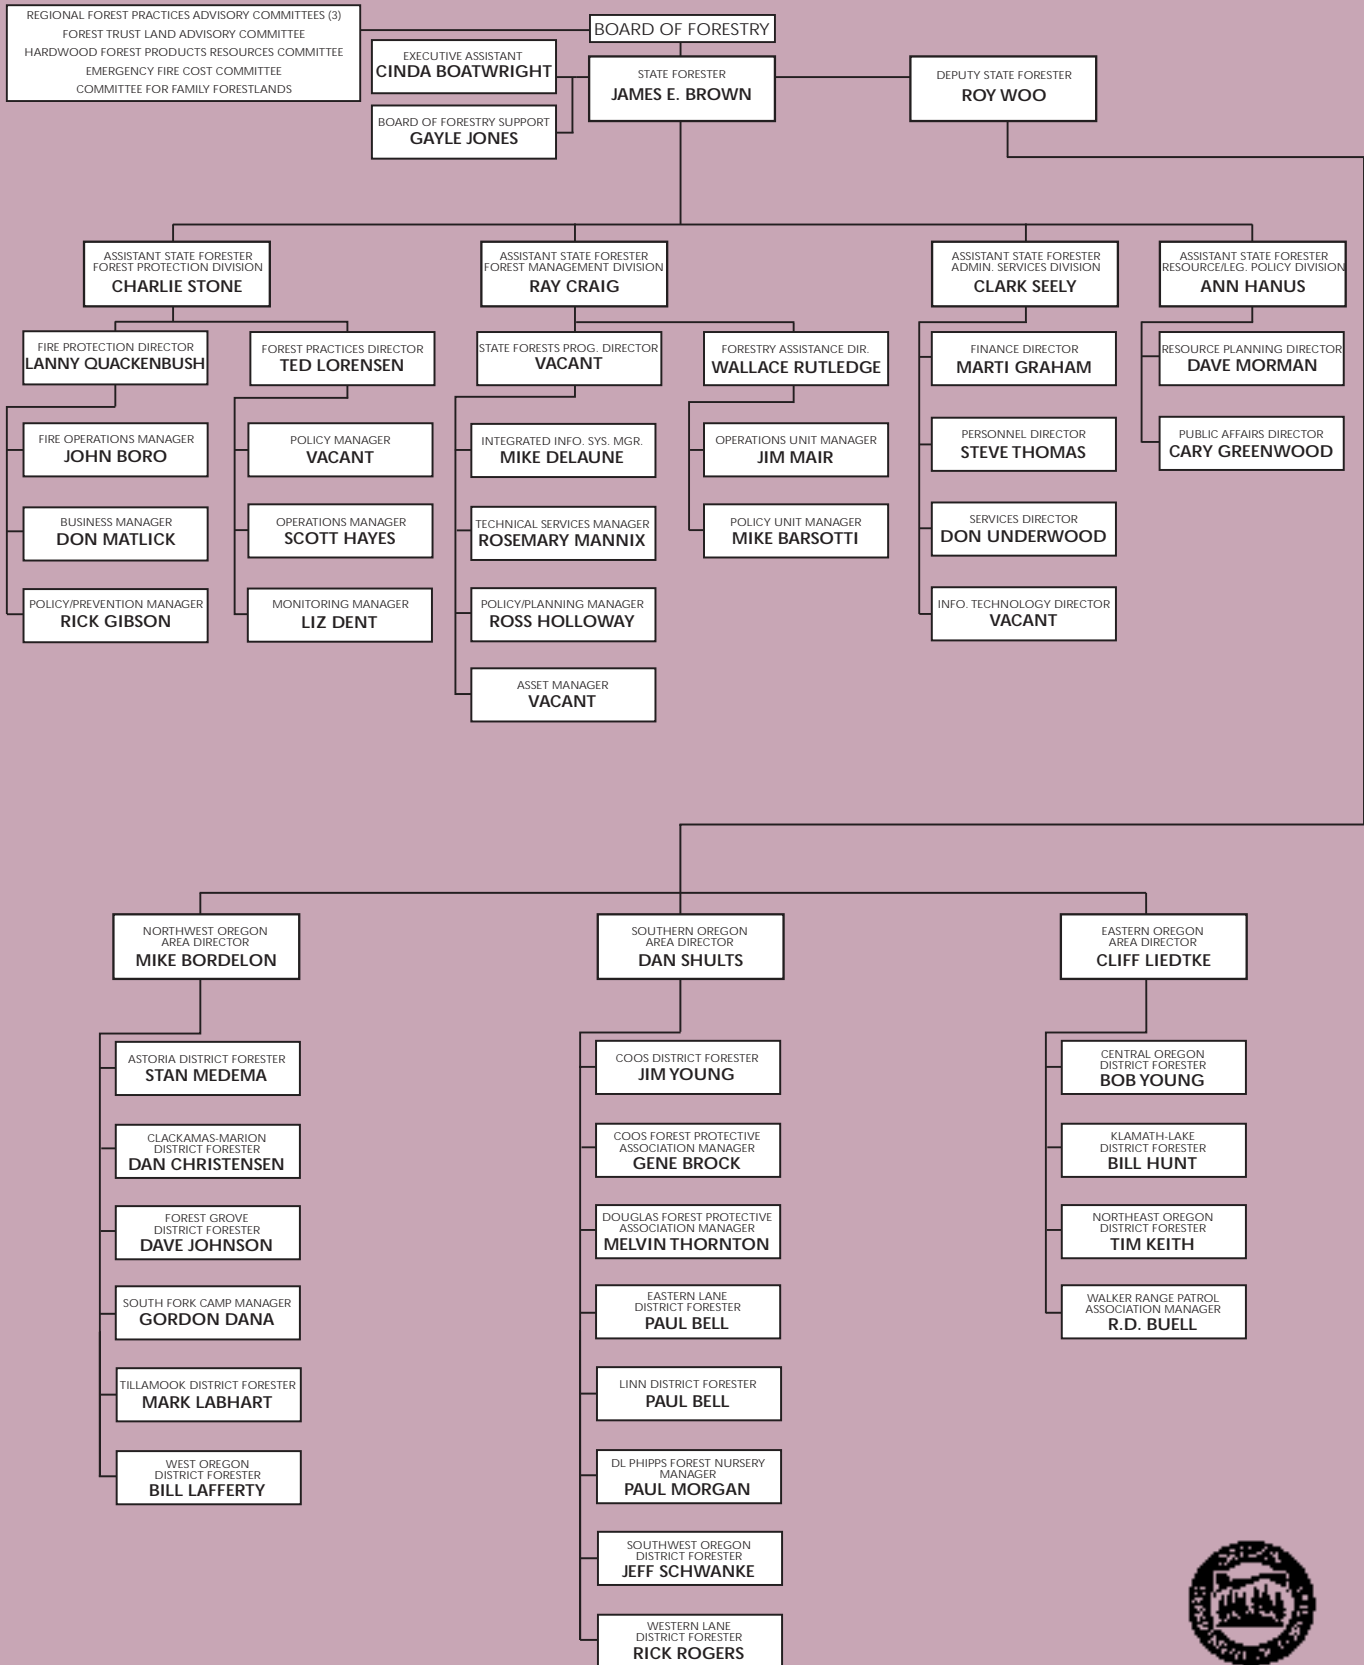 REGIONAL FOREST PRACTICES ADVISORY COMMITTEES (3)
FOREST TRUST LAND ADVISORY COMMITTEE
HARDWOOD FOREST PRODUCTS RESOURCES COMMITTEE
EMERGENCY FIRE COST COMMITTEE
COMMITTEE FOR FAMILY FORESTLANDS
BOARD OF FORESTRY
EXECUTIVE ASSISTANT
CINDA BOATWRIGHT
BOARD OF FORESTRY SUPPORT
GAYLE JONES
STATE FORESTER
JAMES E. BROWN
DEPUTY STATE FORESTER
ROY WOO
ASSISTANT STATE FORESTER
FOREST PROTECTION DIVISION
CHARLIE STONE
ASSISTANT STATE FORESTER
FOREST MANAGEMENT DIVISION
RAY CRAIG
ASSISTANT STATE FORESTER
ADMIN. SERVICES DIVISION
CLARK SEELY
ASSISTANT STATE FORESTER
RESOURCE/LEG. POLICY DIVISION
ANN HANUS
FIRE PROTECTION DIRECTOR
LANNY QUACKENBUSH
FIRE OPERATIONS MANAGER
JOHN BORO
BUSINESS MANAGER
DON MATLICK
POLICY/PREVENTION MANAGER
RICK GIBSON
FOREST PRACTICES DIRECTOR
TED LORENSEN
POLICY MANAGER
VACANT
OPERATIONS MANAGER
SCOTT HAYES
MONITORING MANAGER
LIZ DENT
STATE FORESTS PROG. DIRECTOR
VACANT
INTEGRATED INFO. SYS. MGR.
MIKE DELAUNE
TECHNICAL SERVICES MANAGER
ROSEMARY MANNIX
POLICY/PLANNING MANAGER
ROSS HOLLOWAY
ASSET MANAGER
VACANT
FORESTRY ASSISTANCE DIR.
WALLACE RUTLEDGE
OPERATIONS UNIT MANAGER
JIM MAIR
POLICY UNIT MANAGER
MIKE BARSOTTI
FINANCE DIRECTOR
MARTI GRAHAM
PERSONNEL DIRECTOR
STEVE THOMAS
SERVICES DIRECTOR
DON UNDERWOOD
INFO. TECHNOLOGY DIRECTOR
VACANT
RESOURCE PLANNING DIRECTOR
DAVE MORMAN
PUBLIC AFFAIRS DIRECTOR
CARY GREENWOOD
NORTHWEST OREGON
AREA DIRECTOR
MIKE BORDELON
ASTORIA DISTRICT FORESTER
STAN MEDEMA
CLACKAMAS-MARION
DISTRICT FORESTER
DAN CHRISTENSEN
FOREST GROVE
DISTRICT FORESTER
DAVE JOHNSON
SOUTH FORK CAMP MANAGER
GORDON DANA
TILLAMOOK DISTRICT FORESTER
MARK LABHART
WEST OREGON
DISTRICT FORESTER
BILL LAFFERTY
SOUTHERN OREGON
AREA DIRECTOR
DAN SHULTS
COOS DISTRICT FORESTER
JIM YOUNG
COOS FOREST PROTECTIVE
ASSOCIATION MANAGER
GENE BROCK
DOUGLAS FOREST PROTECTIVE
ASSOCIATION MANAGER
MELVIN THORNTON
EASTERN LANE
DISTRICT FORESTER
PAUL BELL
LINN DISTRICT FORESTER
PAUL BELL
DL PHIPPS FOREST NURSERY
MANAGER
PAUL MORGAN
SOUTHWEST OREGON
DISTRICT FORESTER
JEFF SCHWANKE
WESTERN LANE
DISTRICT FORESTER
RICK ROGERS
EASTERN OREGON
AREA DIRECTOR
CLIFF LIEDTKE
CENTRAL OREGON
DISTRICT FORESTER
BOB YOUNG
KLAMATH-LAKE
DISTRICT FORESTER
BILL HUNT
NORTHEAST OREGON
DISTRICT FORESTER
TIM KEITH
WALKER RANGE PATROL
ASSOCIATION MANAGER
R.D. BUELL